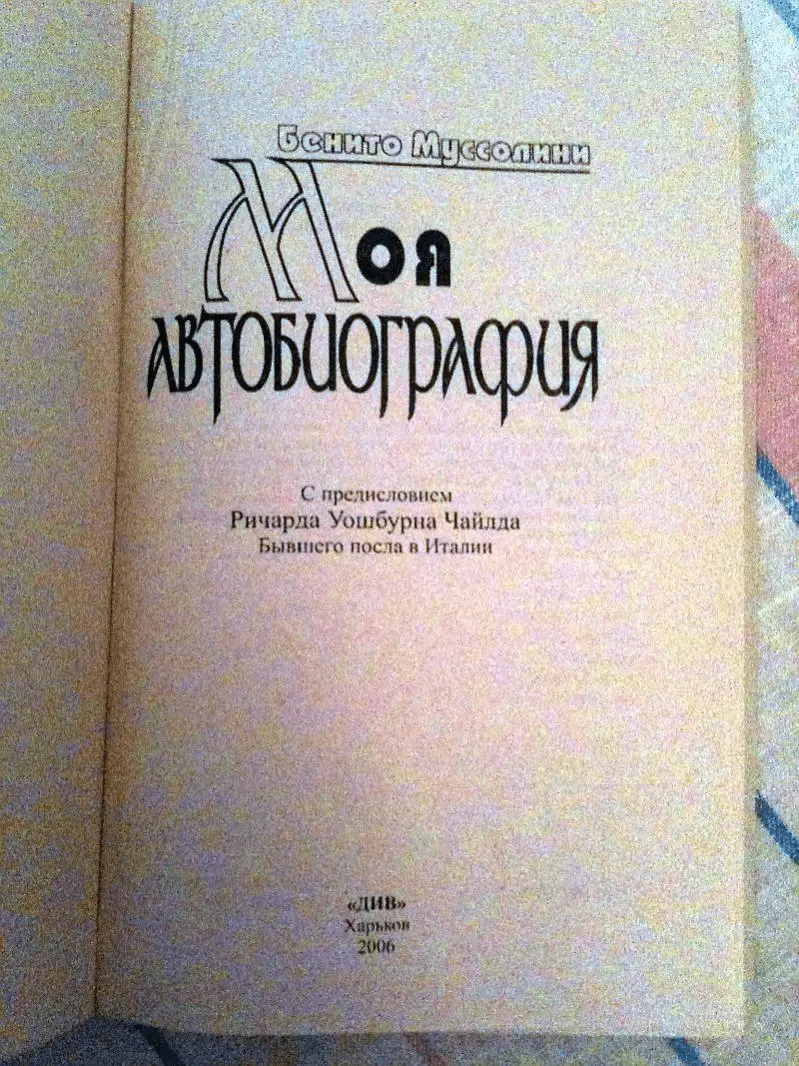 Бенито Муссолини
Моя
АВТОБИОГРАФИЯ
С предисловием
Ричарда Уошбурна Чайлда
Бывшего посла в Италии
«ДИВ»
Харьков
2006